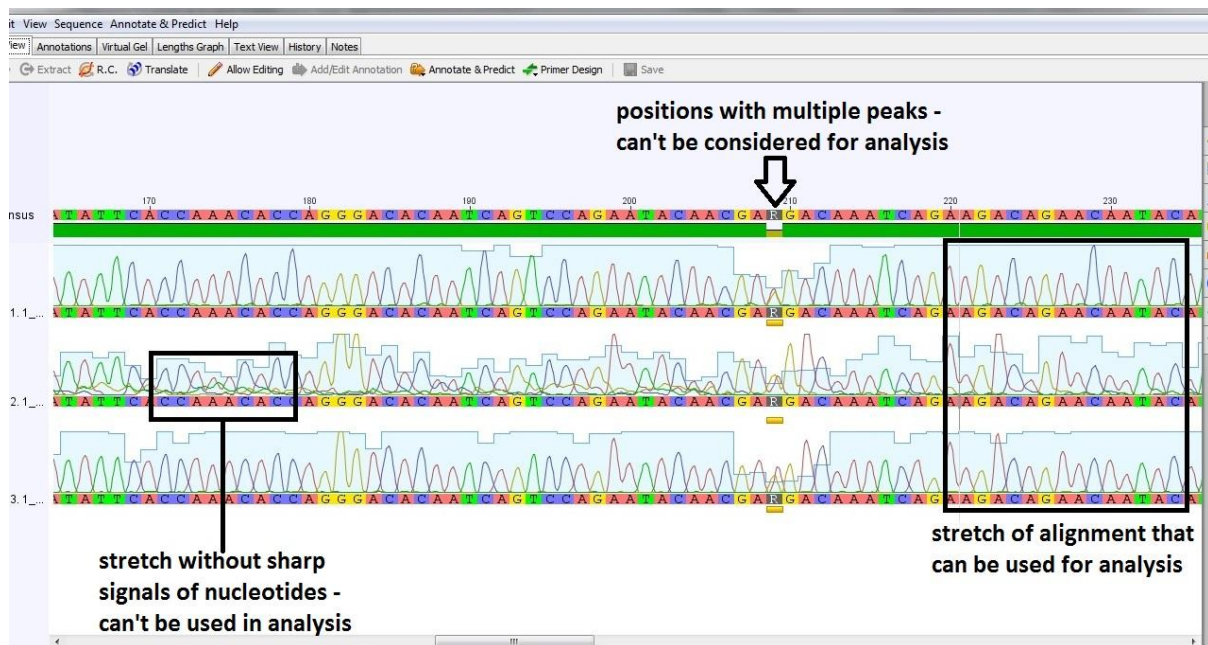 it View Sequence Annotate & Predict Help
iew Annotations Virtual Gel Lengths Graph Text View History Notes
Extract R.C. Translate Allow Editing Add/Edit Annotation Annotate & Predict Primer Design Save
positions with multiple peaks -
can't be considered for analysis
170 180 190 200 210 220 230
nsus ATATTCACCAAACACCAGGGACACAATCAGTCCAGAATACAACGARGACAAATCAGAAGACAGAACAATACA
1.1_... ATATTCACCAAACACCAGGGACACAATCAGTCCAGAATACAACGARGACAAATCAGAAGACAGAACAATACA
2.1_... ATATTCACCAAACACCAGGGACACAATCAGTCCAGAATACAACGARGACAAATCAGAAGACAGAACAATACA
3.1_... ATATTCACCAAACACCAGGGACACAATCAGTCCAGAATACAACGARGACAAATCAGAAGACAGAACAATACA
stretch without sharp
signals of nucleotides -
can't be used in analysis
stretch of alignment that
can be used for analysis